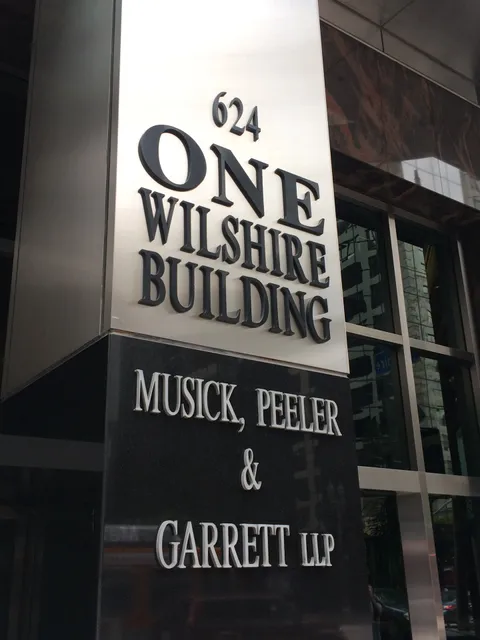 624
ONE
WILSHIRE
BUILDING
MUSICK, PEELER
&
GARRETT LLP